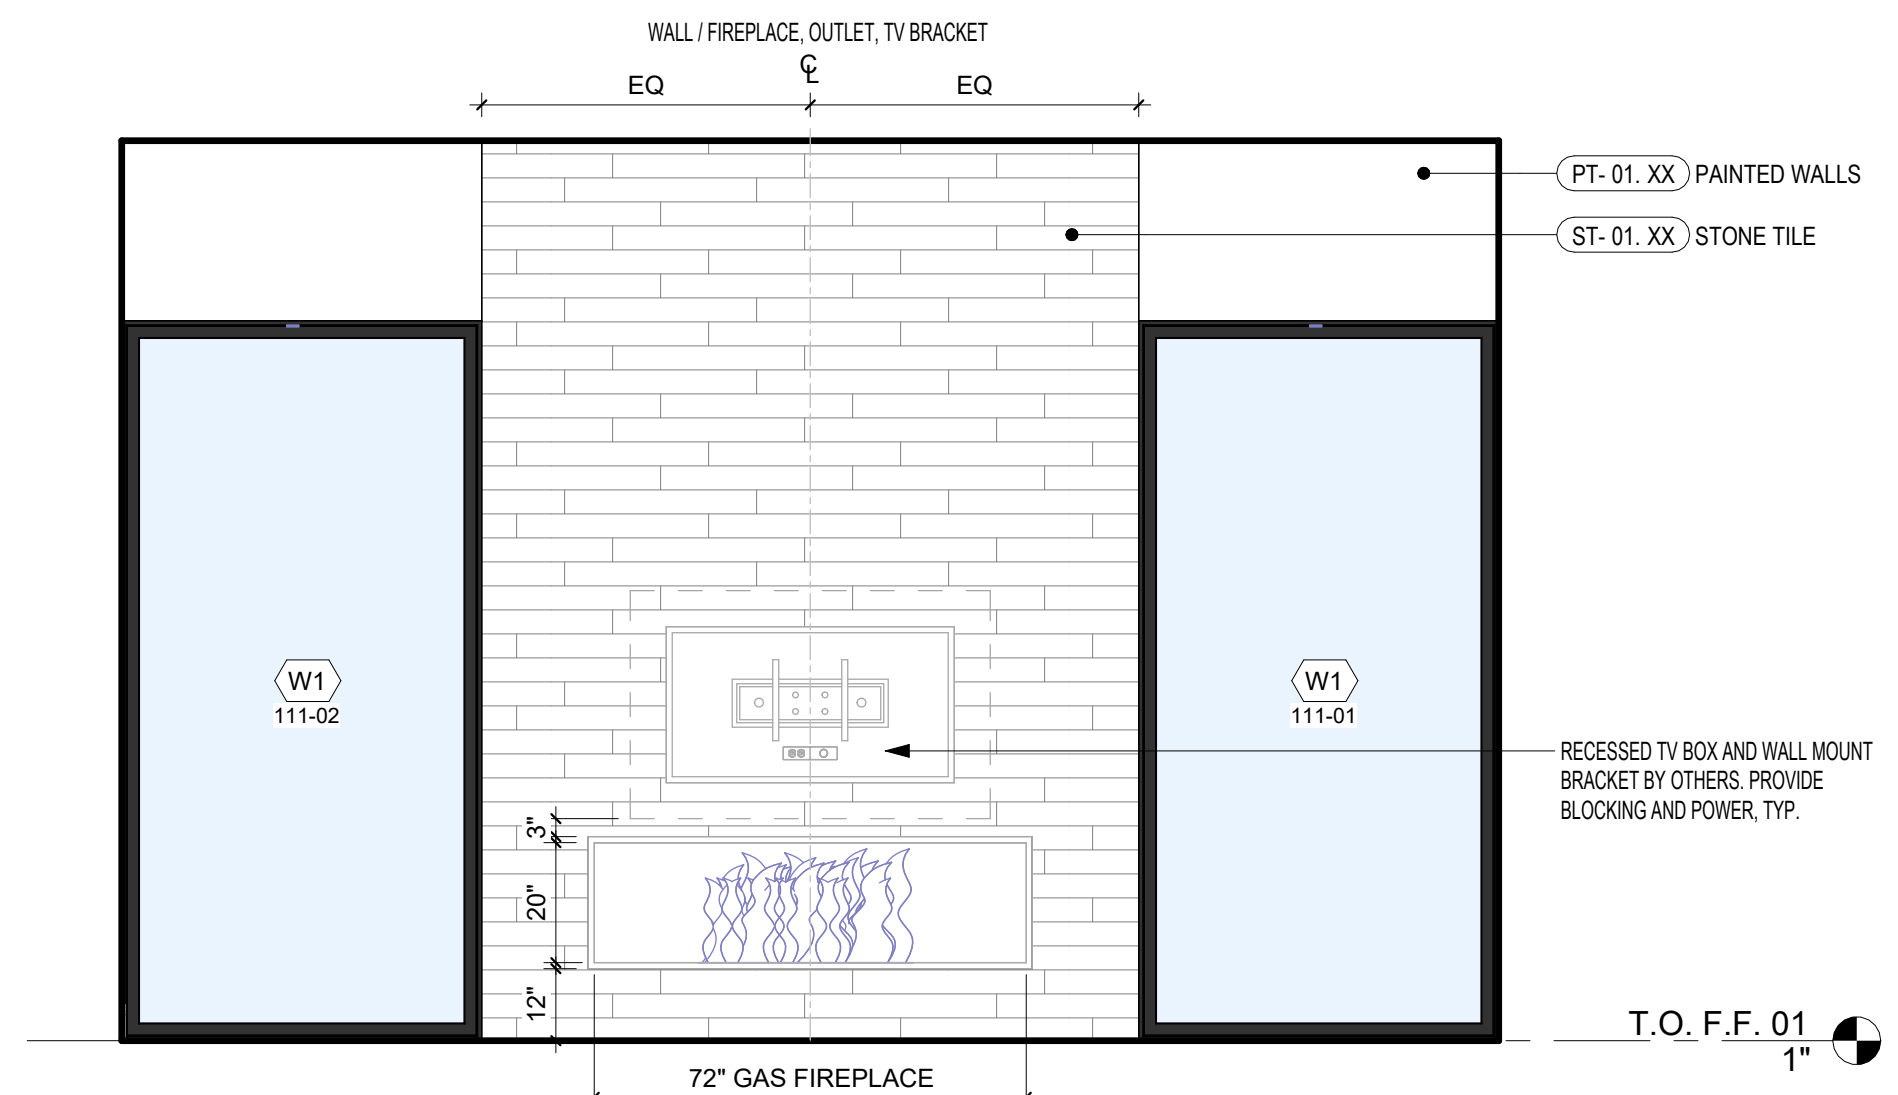 WALL / FIREPLACE, OUTLET, TV BRACKET
CL
EQ
EQ
PT- 01. XX PAINTED WALLS
ST- 01. XX STONE TILE
W1
111-02
W1
111-01
RECESSED TV BOX AND WALL MOUNT
BRACKET BY OTHERS. PROVIDE
BLOCKING AND POWER, TYP.
3"
20"
12"
72" GAS FIREPLACE
T.O. F.F. 01
1"